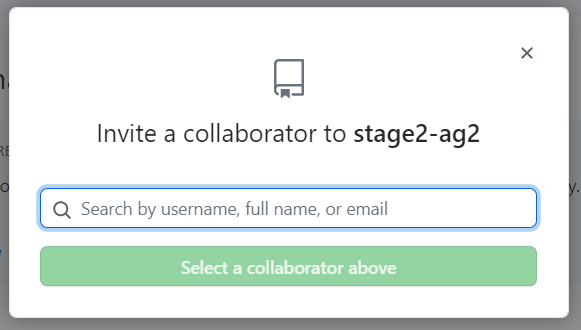 Invite a collaborator to stage2-ag2
Search by username, full name, or email
Select a collaborator above